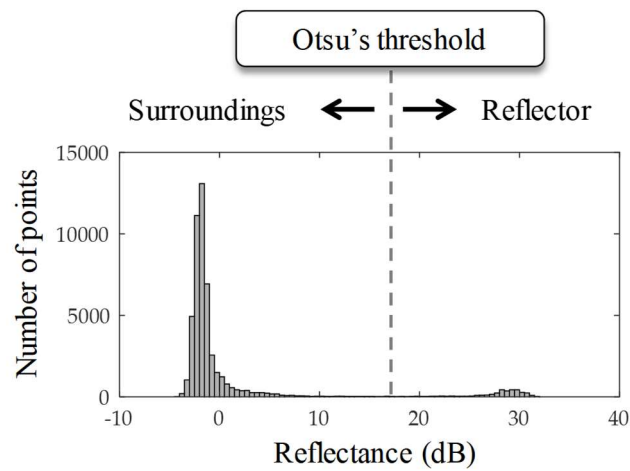 Otsu's threshold
Surroundings
Reflector
15000
10000
5000
0
-10
0
10
20
30
40
Number of points
Reflectance (dB)